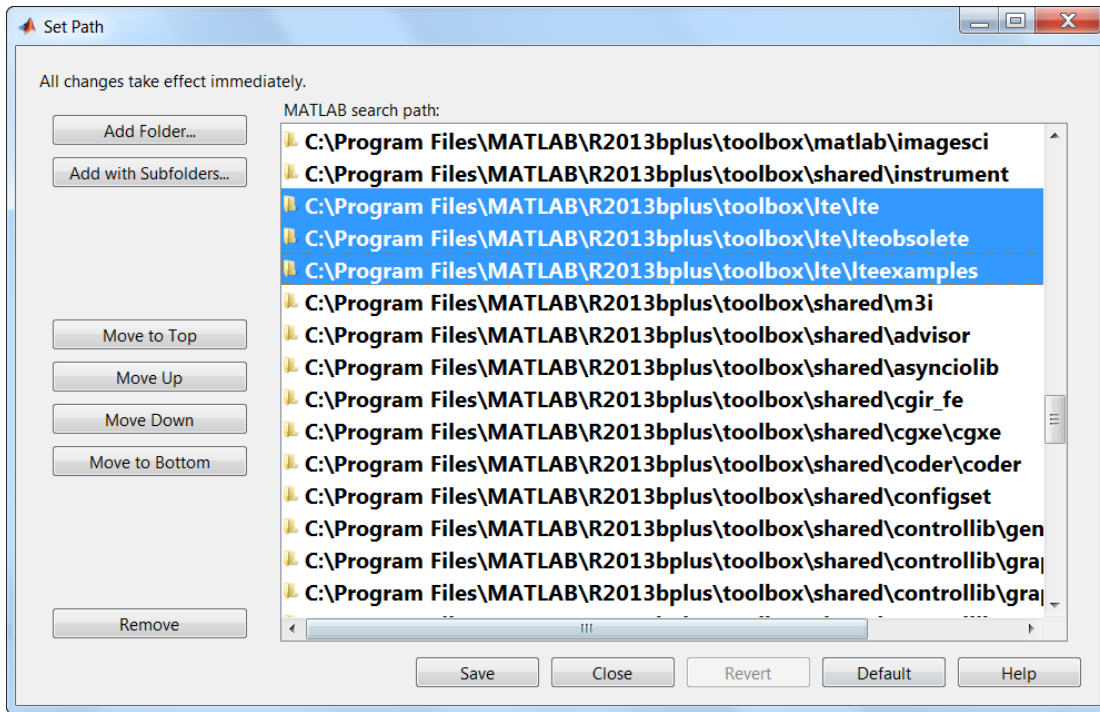 Set Path
All changes take effect immediately.
MATLAB search path:
Add Folder...
Add with Subfolders...
Move to Top
Move Up
Move Down
Move to Bottom
Remove
C:\Program Files\MATLAB\R2013bplus\toolbox\matlab\imagesci
C:\Program Files\MATLAB\R2013bplus\toolbox\shared\instrument
C:\Program Files\MATLAB\R2013bplus\toolbox\lte\lte
C:\Program Files\MATLAB\R2013bplus\toolbox\lte\lteobsolete
C:\Program Files\MATLAB\R2013bplus\toolbox\lte\lteexamples
C:\Program Files\MATLAB\R2013bplus\toolbox\shared\m3i
C:\Program Files\MATLAB\R2013bplus\toolbox\shared\advisor
C:\Program Files\MATLAB\R2013bplus\toolbox\shared\asynciolib
C:\Program Files\MATLAB\R2013bplus\toolbox\shared\cgir_fe
C:\Program Files\MATLAB\R2013bplus\toolbox\shared\cgxe\cgxe
C:\Program Files\MATLAB\R2013bplus\toolbox\shared\coder\coder
C:\Program Files\MATLAB\R2013bplus\toolbox\shared\configset
C:\Program Files\MATLAB\R2013bplus\toolbox\shared\controllib\gen
C:\Program Files\MATLAB\R2013bplus\toolbox\shared\controllib\gra
C:\Program Files\MATLAB\R2013bplus\toolbox\shared\controllib\gra
Save
Close
Revert
Default
Help